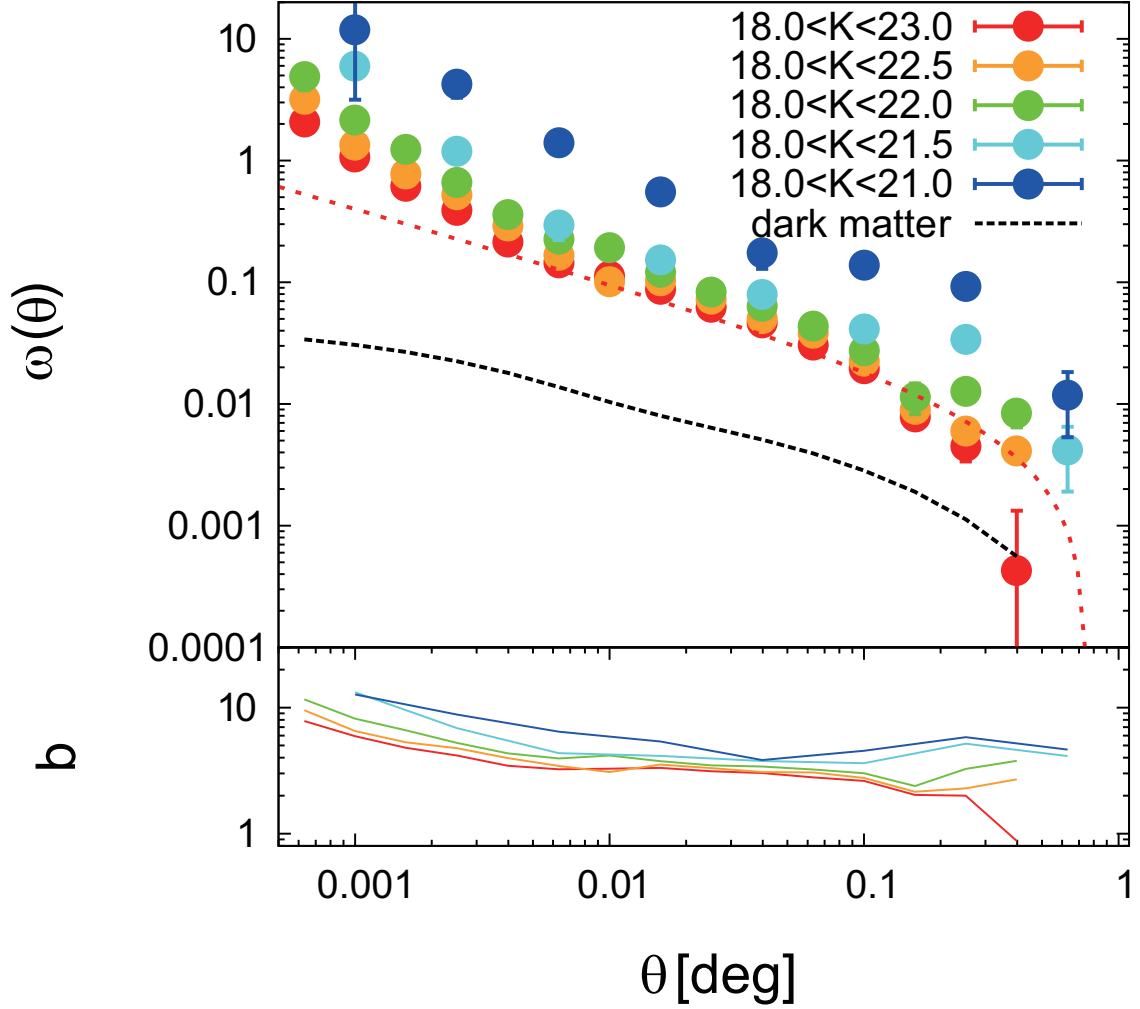 10
1
0.1
0.01
0.001
0.0001
ω(θ)
18.0<K<23.0
18.0<K<22.5
18.0<K<22.0
18.0<K<21.5
18.0<K<21.0
dark matter
10
1
b
0.001 0.01 0.1 1
θ [deg]